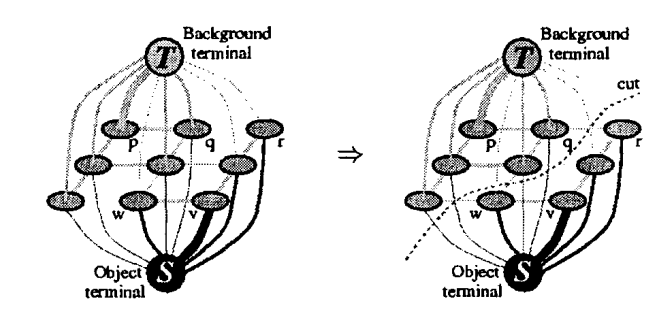 Background
terminal
T
p
q
r
w
v
Object
terminal
S
⇒
Background
terminal
T
cut
p
q
r
w
v
Object
terminal
S